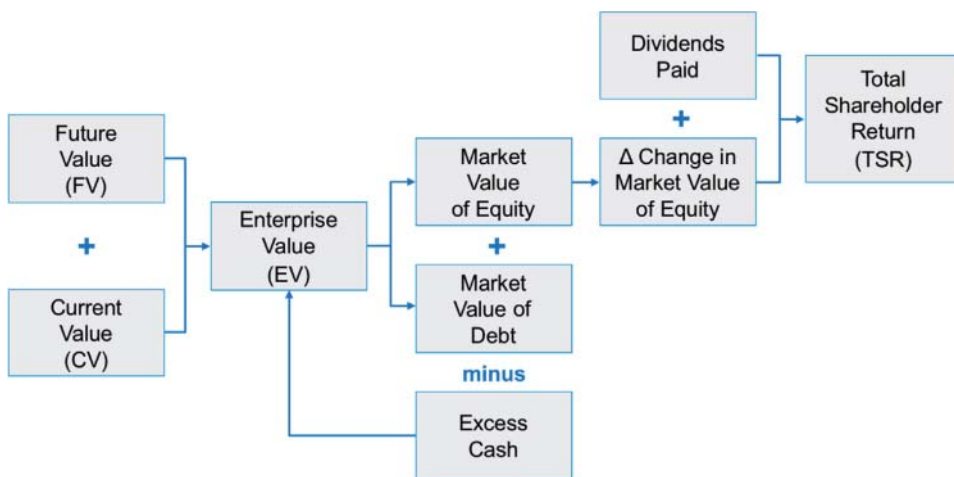 Future
Value
(FV)
+
Current
Value
(CV)
Enterprise
Value
(EV)
Market
Value
of Equity
+
Market
Value of
Debt
minus
Excess
Cash
Dividends
Paid
+
Δ Change in
Market Value
of Equity
Total
Shareholder
Return
(TSR)